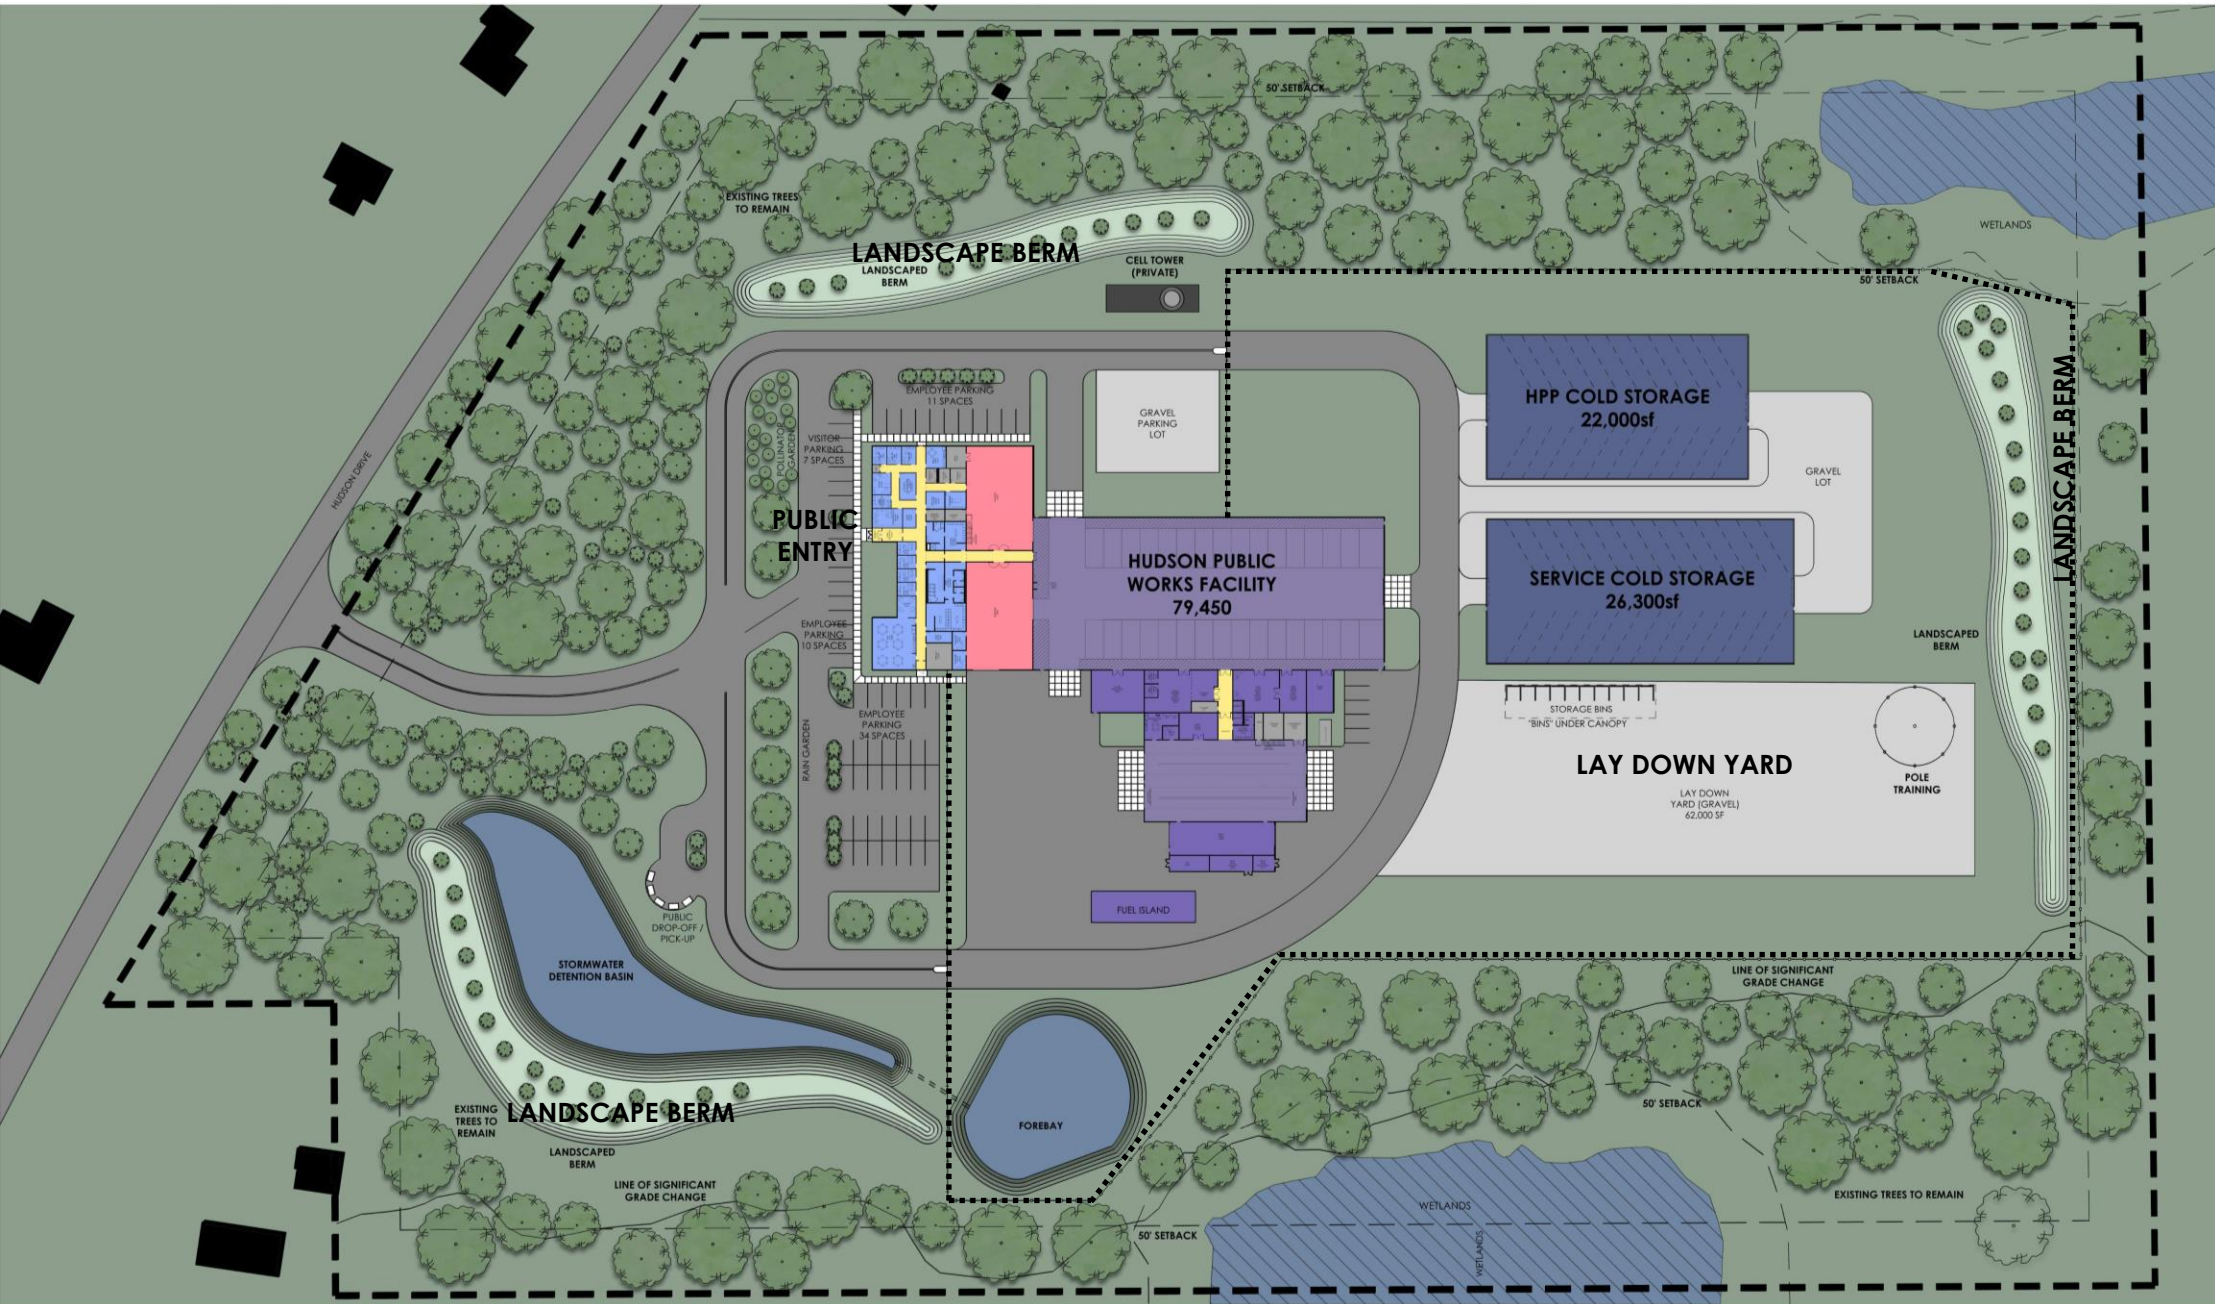 50' SETBACK
EXISTING TREES
TO REMAIN
WETLANDS
LANDSCAPE BERM
LANDSCAPED
BERM
CELL TOWER
(PRIVATE)
50' SETBACK
HUDSON DRIVE
EMPLOYEE PARKING
11 SPACES
VISITOR
PARKING
7 SPACES
POLLINATOR
GARDEN
GRAVEL
PARKING
LOT
HPP COLD STORAGE
22,000sf
GRAVEL
LOT
LANDSCAPE BERM
PUBLIC
ENTRY
HUDSON PUBLIC
WORKS FACILITY
79,450
SERVICE COLD STORAGE
26,300sf
EMPLOYEE
PARKING
10 SPACES
LANDSCAPED
BERM
EMPLOYEE
PARKING
34 SPACES
RAIN GARDEN
STORAGE BINS
"BINS" UNDER CANOPY
LAY DOWN YARD
LAY DOWN
YARD (GRAVEL)
62,000 SF
POLE
TRAINING
FUEL ISLAND
PUBLIC
DROP-OFF /
PICK-UP
STORMWATER
DETENTION BASIN
LINE OF SIGNIFICANT
GRADE CHANGE
EXISTING
TREES TO
REMAIN
LANDSCAPE BERM
LANDSCAPED
BERM
FOREBAY
50' SETBACK
LINE OF SIGNIFICANT
GRADE CHANGE
EXISTING TREES TO REMAIN
WETLANDS
WETLANDS
50' SETBACK